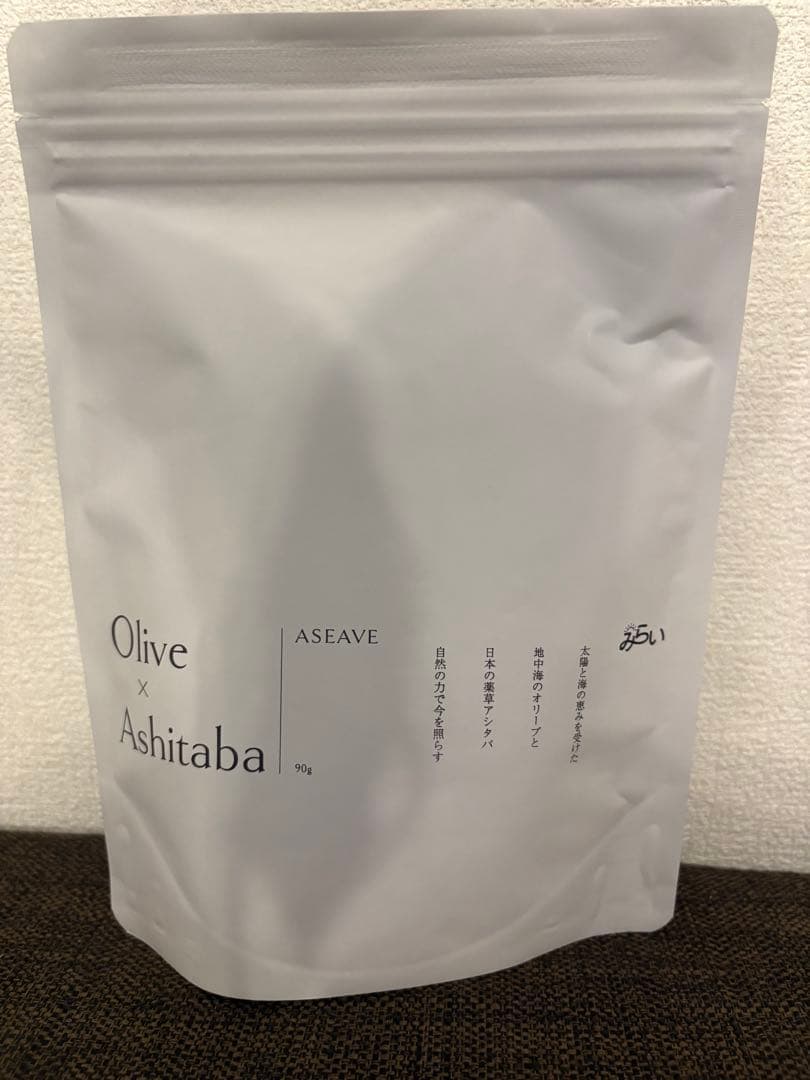 Olive
×
Ashitaba
ASEAVE
90g
みらい
太陽と海の恵みを受けた
地中海のオリーブと
日本の薬草アシタバ
自然の力で今を照らす